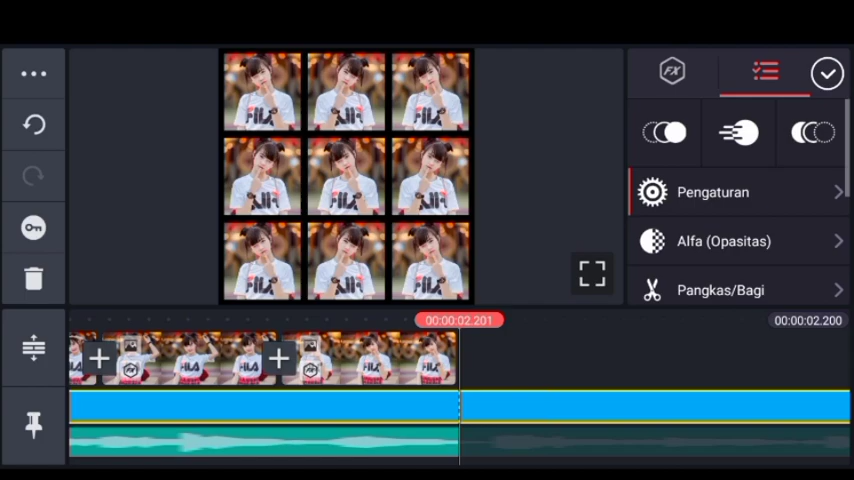 FX
Pengaturan
Alfa (Opasitas)
Pangkas/Bagi
00:00:02.201
00:00:02.200
FILA